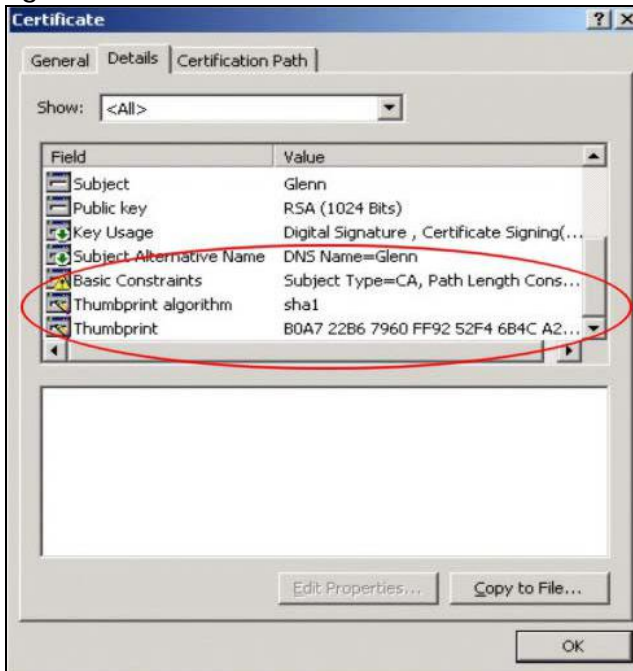 Certificate
General Details Certification Path
Show: <All>
Field Value
Subject Glenn
Public key RSA (1024 Bits)
Key Usage Digital Signature , Certificate Signing(...
Subject Alternative Name DNS Name=Glenn
Basic Constraints Subject Type=CA, Path Length Cons...
Thumbprint algorithm sha1
Thumbprint B0A7 22B6 7960 FF92 52F4 6B4C A2...
Edit Properties... Copy to File...
OK